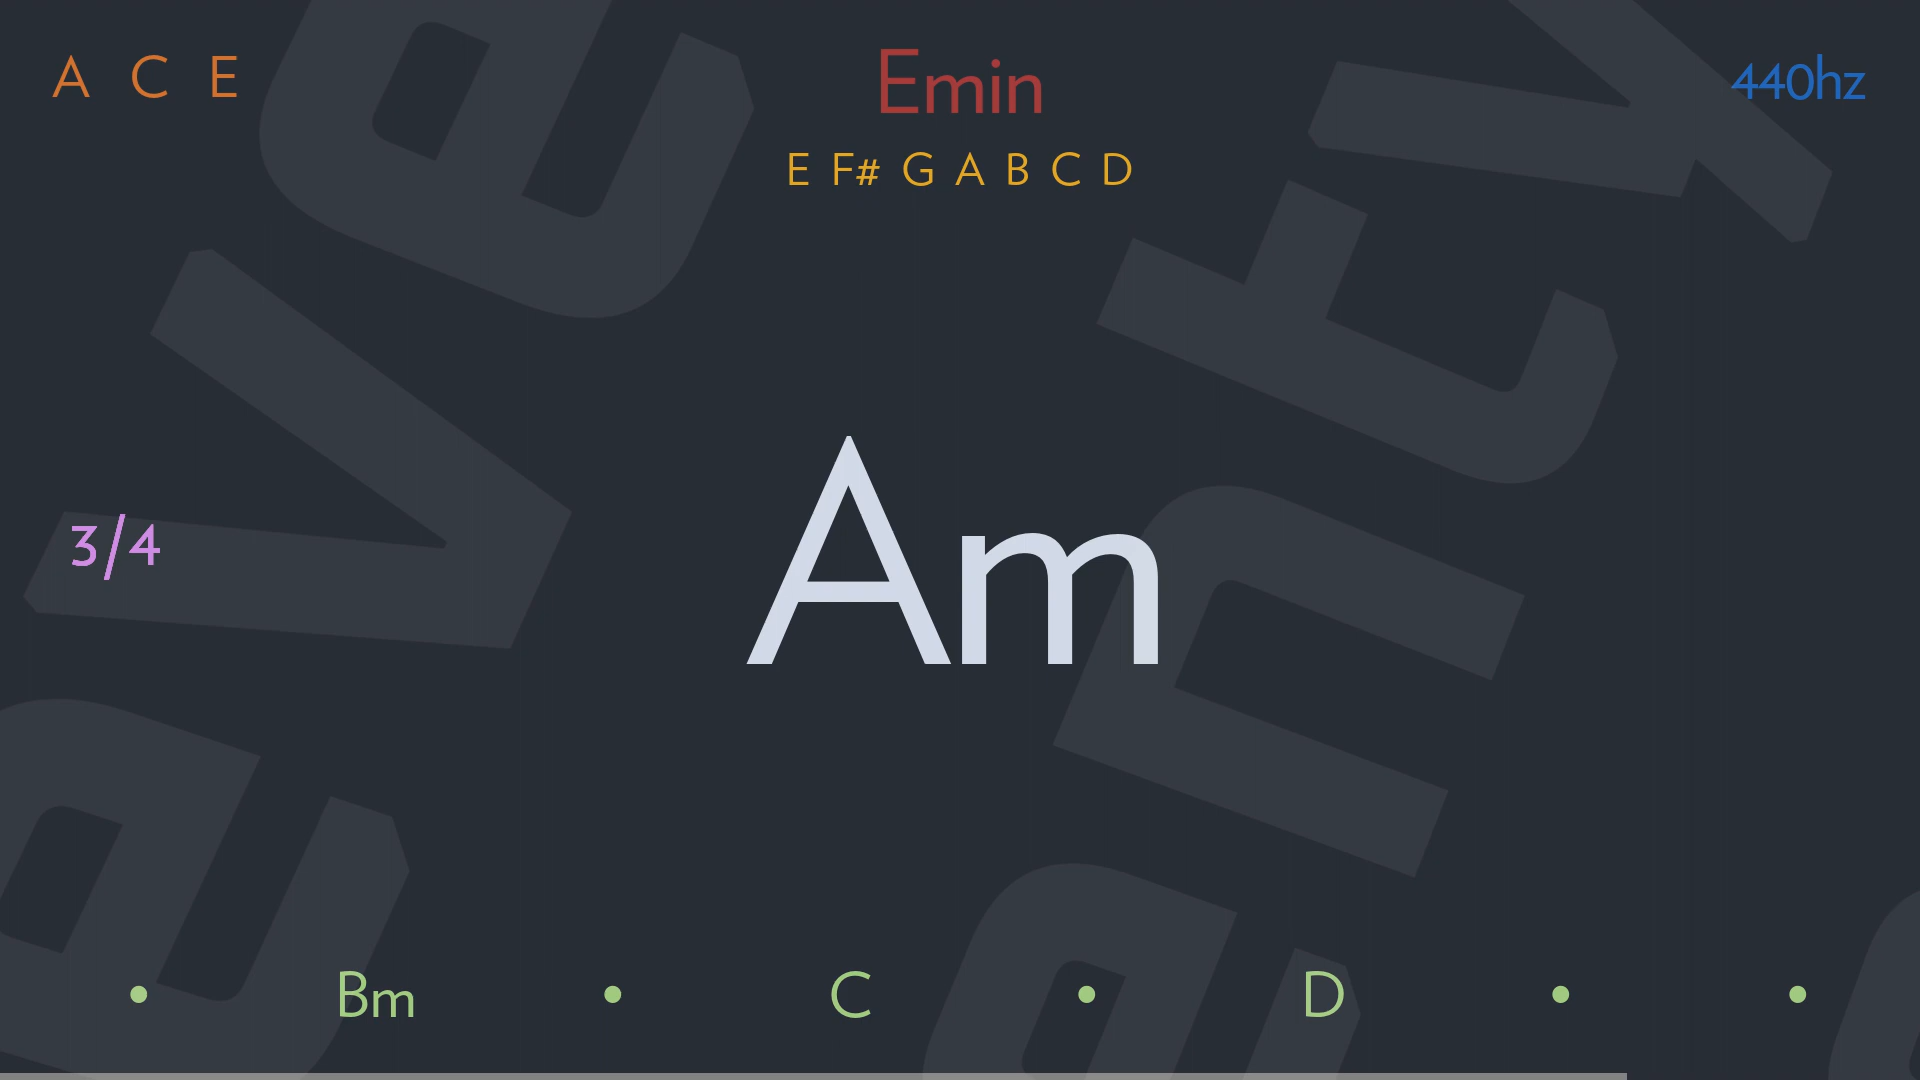 A C E
Emin
440hz
E F# G A B C D
3/4
Am
• Bm • C • D • •